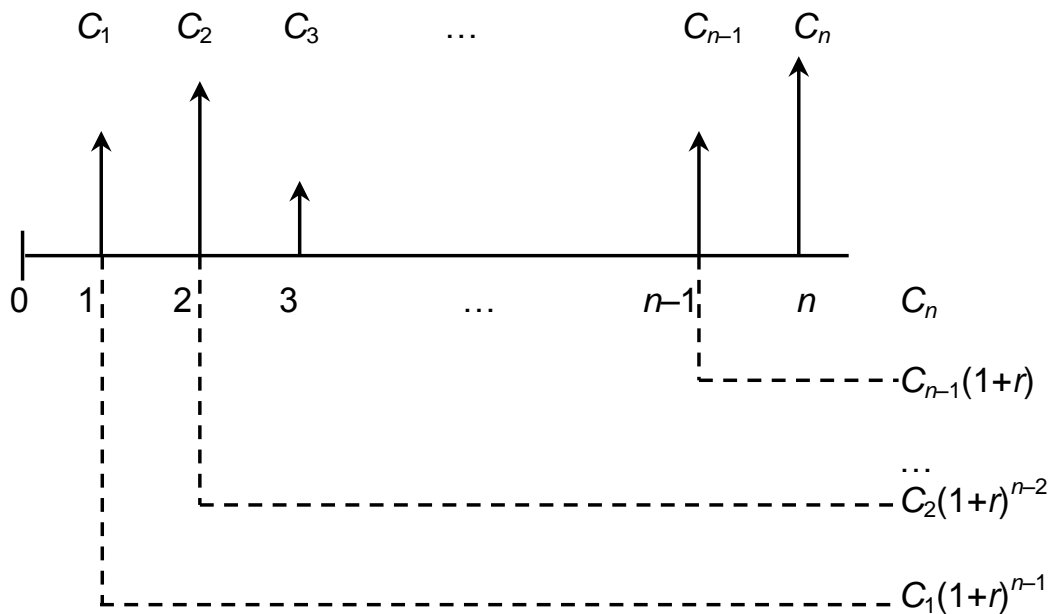 C₁ C₂ C₃ … Cₙ₋₁ Cₙ
0 1 2 3 … n–1 n Cₙ
Cₙ₋₁(1+r)
…
C₂(1+r)ⁿ⁻²
C₁(1+r)ⁿ⁻¹